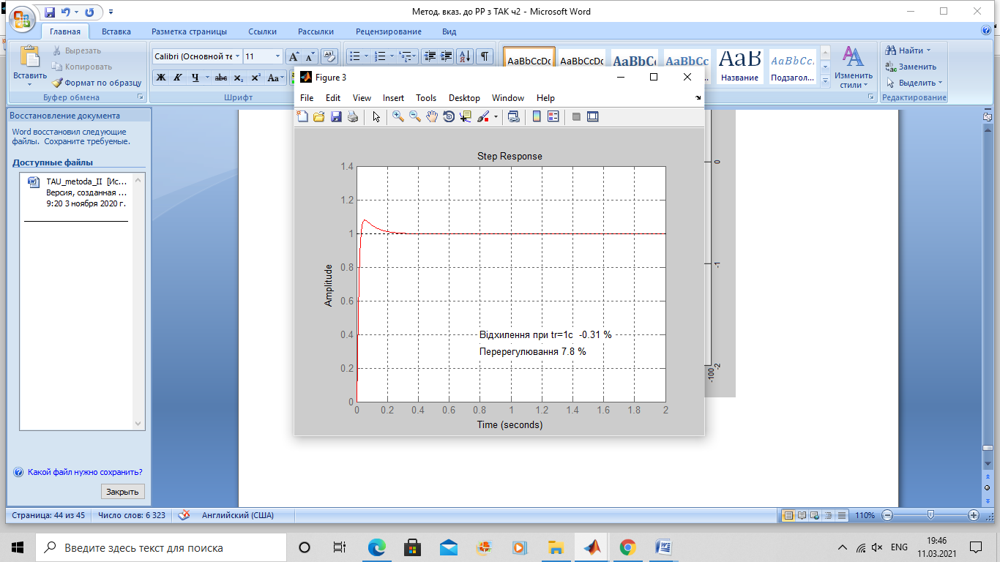 Метод. вказ. до РР з ТАК ч2 - Microsoft Word
Главная
Вставка
Разметка страницы
Ссылки
Рассылки
Рецензирование
Вид
Вставить
Вырезать
Копировать
Формат по образцу
Буфер обмена
Calibri (Основной те
11
Ж К Ч abc x₂ x² Aa
Шрифт
AaBbCcDc
AaBbCcDc
AaBbC
AaBbCc
AaB
AaBbCc.
Название
Подзагол...
Изменить стили
Найти
Заменить
Выделить
Редактирование
Восстановление документа
Word восстановил следующие
файлы. Сохраните требуемые.
Доступные файлы
TAU_metoda_II [Ис...
Версия, созданная ...
9:20 3 ноября 2020 г.
Какой файл нужно сохранить?
Закрыть
Figure 3
File Edit View Insert Tools Desktop Window Help
Step Response
1.4
1.2
1
0.8
0.6
0.4
0.2
0
Amplitude
Відхилення при tr=1c -0.31 %
Перерегулювання 7.8 %
0 0.2 0.4 0.6 0.8 1 1.2 1.4 1.6 1.8 2
Time (seconds)
0
-1
-2
-100
Страница: 44 из 45
Число слов: 6 323
Английский (США)
110%
Введите здесь текст для поиска
ENG
19:46
11.03.2021